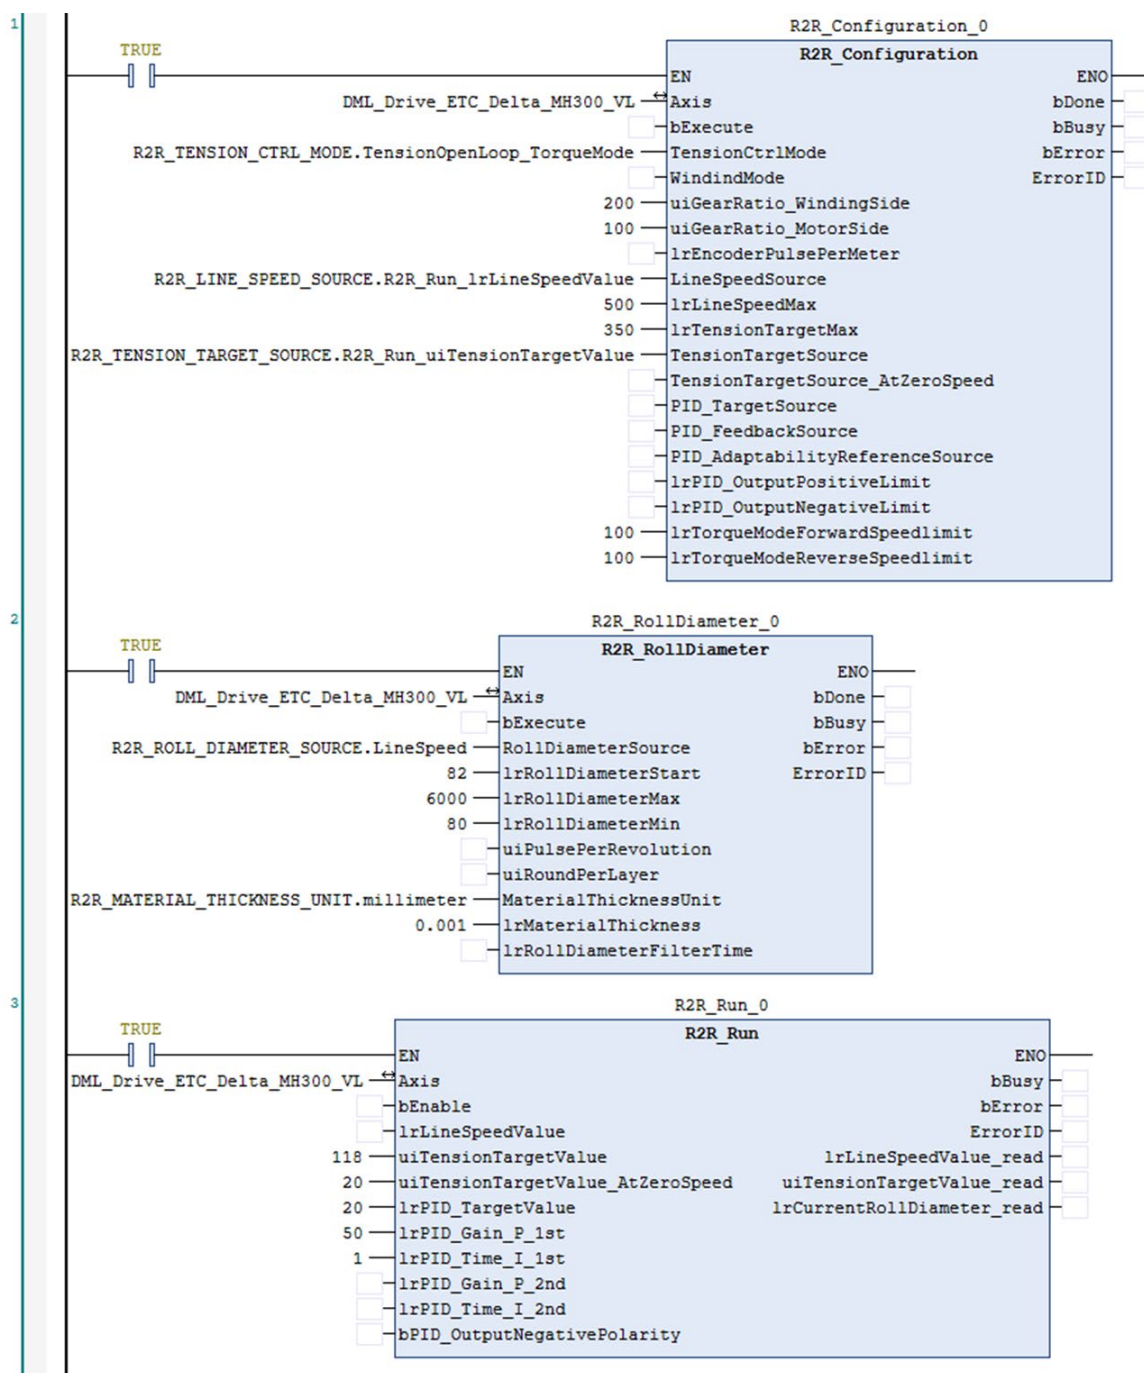 1
R2R_Configuration_0
TRUE
R2R_Configuration
EN ENO
DML_Drive_ETC_Delta_MH300_VL Axis bDone
bExecute bBusy
R2R_TENSION_CTRL_MODE.TensionOpenLoop_TorqueMode TensionCtrlMode bError
WindindMode ErrorID
200 uiGearRatio_WindingSide
100 uiGearRatio_MotorSide
lrEncoderPulsePerMeter
R2R_LINE_SPEED_SOURCE.R2R_Run_lrLineSpeedValue LineSpeedSource
500 lrLineSpeedMax
350 lrTensionTargetMax
R2R_TENSION_TARGET_SOURCE.R2R_Run_uiTensionTargetValue TensionTargetSource
TensionTargetSource_AtZeroSpeed
PID_TargetSource
PID_FeedbackSource
PID_AdaptabilityReferenceSource
lrPID_OutputPositiveLimit
lrPID_OutputNegativeLimit
100 lrTorqueModeForwardSpeedlimit
100 lrTorqueModeReverseSpeedlimit
2
R2R_RollDiameter_0
TRUE
R2R_RollDiameter
EN ENO
DML_Drive_ETC_Delta_MH300_VL Axis bDone
bExecute bBusy
R2R_ROLL_DIAMETER_SOURCE.LineSpeed RollDiameterSource bError
82 lrRollDiameterStart ErrorID
6000 lrRollDiameterMax
80 lrRollDiameterMin
uiPulsePerRevolution
uiRoundPerLayer
R2R_MATERIAL_THICKNESS_UNIT.millimeter MaterialThicknessUnit
0.001 lrMaterialThickness
lrRollDiameterFilterTime
3
R2R_Run_0
TRUE
R2R_Run
EN ENO
DML_Drive_ETC_Delta_MH300_VL Axis bBusy
bEnable bError
lrLineSpeedValue ErrorID
118 uiTensionTargetValue lrLineSpeedValue_read
20 uiTensionTargetValue_AtZeroSpeed uiTensionTargetValue_read
20 lrPID_TargetValue lrCurrentRollDiameter_read
50 lrPID_Gain_P_1st
1 lrPID_Time_I_1st
lrPID_Gain_P_2nd
lrPID_Time_I_2nd
bPID_OutputNegativePolarity